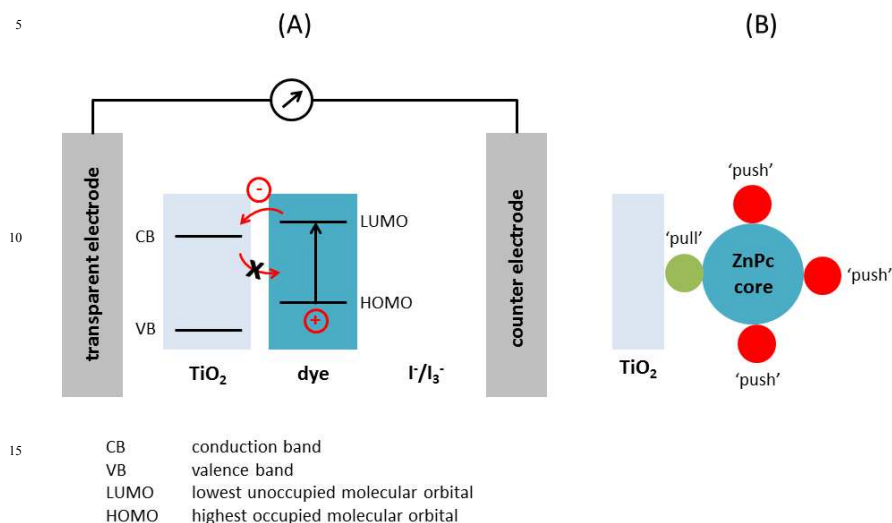 5
(A)
(B)
transparent electrode
counter electrode
-
'push'
10
CB
LUMO
'pull'
ZnPc
core
X
HOMO
'push'
+
VB
TiO₂
dye
I⁻/I₃⁻
TiO₂
'push'
15
CB conduction band
VB valence band
LUMO lowest unoccupied molecular orbital
HOMO highest occupied molecular orbital